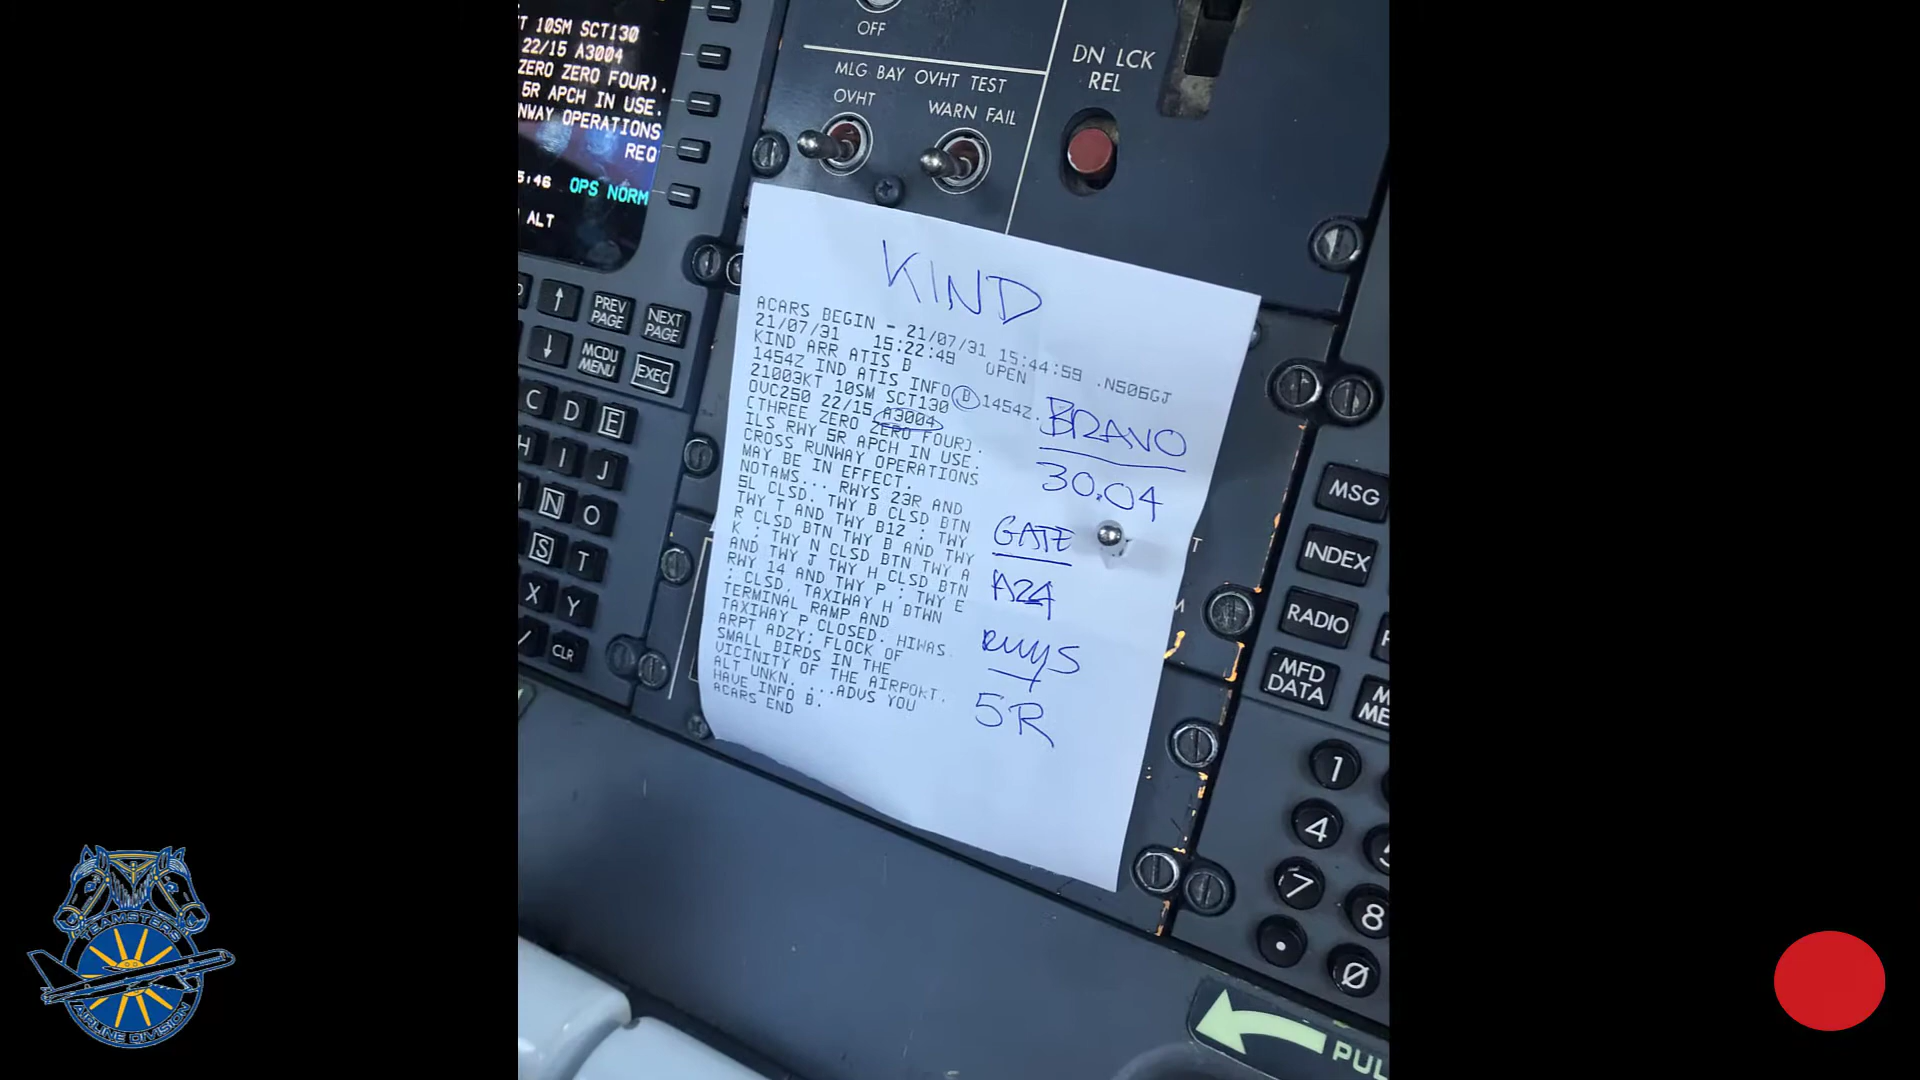 T 10SM SCT130
22/15 A3004
ZERO ZERO FOUR).
5R APCH IN USE.
NWAY OPERATIONS
REQ
5:46 OPS NORM
ALT
OFF
MLG BAY OVHT TEST
OVHT
WARN FAIL
DN LCK
REL
KIND
ACARS BEGIN - 21/07/31 15:44:59 .N506GJ
21/07/31 15:22:49 OPEN
KIND ARR ATIS B
1454Z IND ATIS INFO B 1454Z.
21003KT 10SM SCT130
OVC250 22/15 A3004
(THREE ZERO ZERO FOUR).
ILS RWY 5R APCH IN USE.
CROSS RUNWAY OPERATIONS
MAY BE IN EFFECT.
NOTAMS... RWYS 23R AND
5L CLSD. TWY B CLSD BTN
TWY T AND TWY B12 ; TWY
R CLSD BTN TWY B AND TWY
K ; TWY N CLSD BTN TWY A
AND TWY J TWY H CLSD BTN
RWY 14 AND TWY P ; TWY E
; CLSD. TAXIWAY H BTWN
TERMINAL RAMP AND
TAXIWAY P CLOSED. HIWAS
ARPT ADZY; FLOCK OF
SMALL BIRDS IN THE
VICINITY OF THE AIRPORT.
ALT UNKN. ...ADVS YOU
HAVE INFO B.
ACARS END
BRAVO
30.04
GATE
A24
RWYS
5R
PREV
PAGE
NEXT
PAGE
MCDU
MENU
EXEC
C D E
H I J
N O
S T
X Y
/ CLR
MSG
INDEX
RADIO
MFD
DATA
1
4
7
8
0
PUL
TEAMSTERS
AIRLINE DIVISION